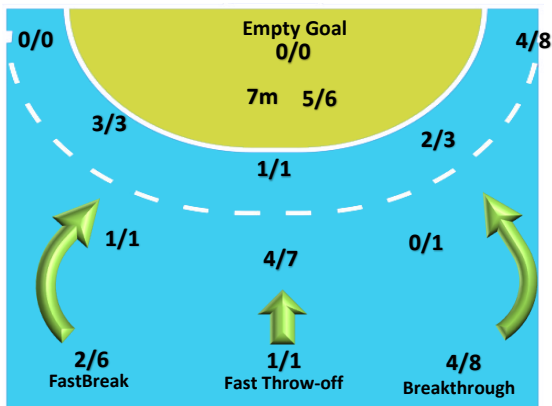 Empty Goal
0/0
0/0
4/8
7m 5/6
3/3
2/3
1/1
1/1
0/1
4/7
2/6
FastBreak
1/1
Fast Throw-off
4/8
Breakthrough